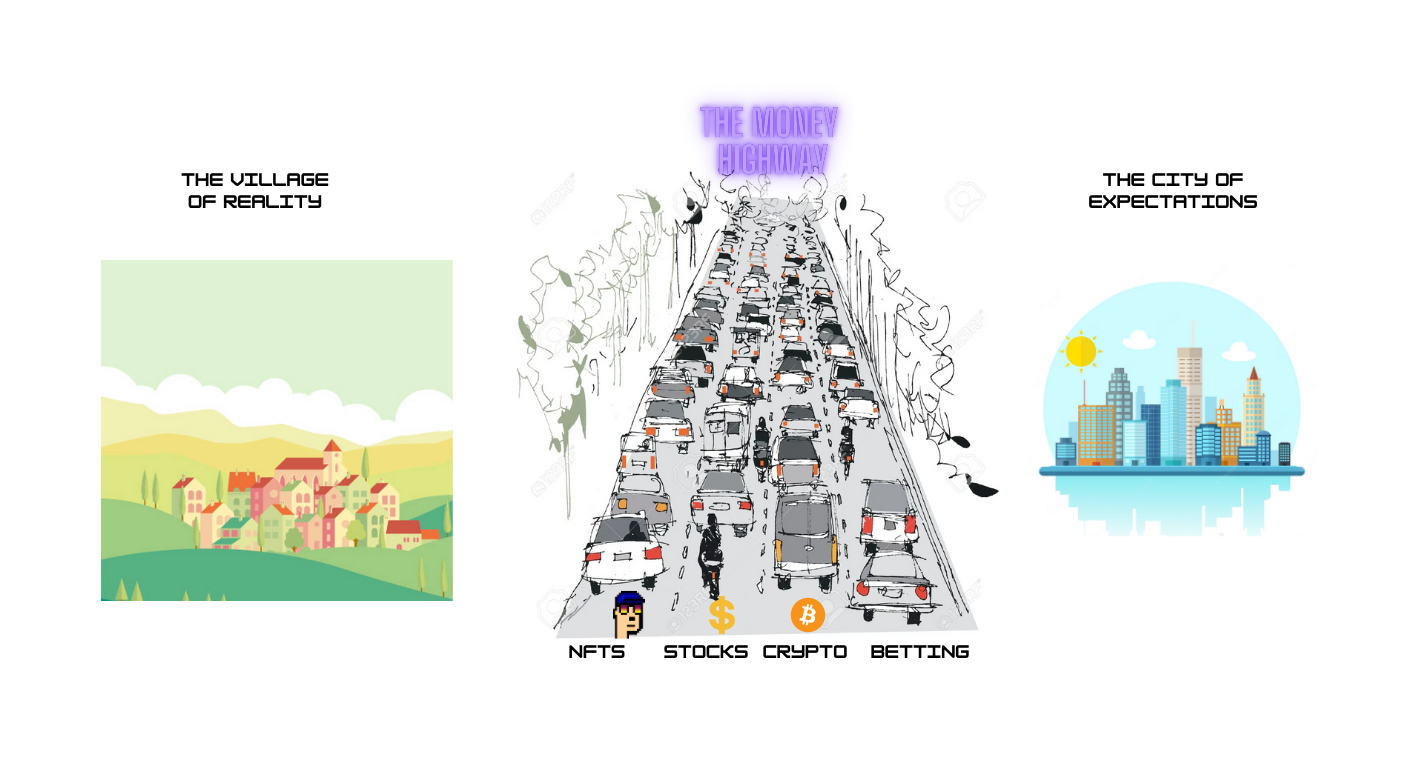 THE MONEY
HIGHWAY
THE VILLAGE
OF REALITY
THE CITY OF
EXPECTATIONS
NFTS
STOCKS
CRYPTO
BETTING